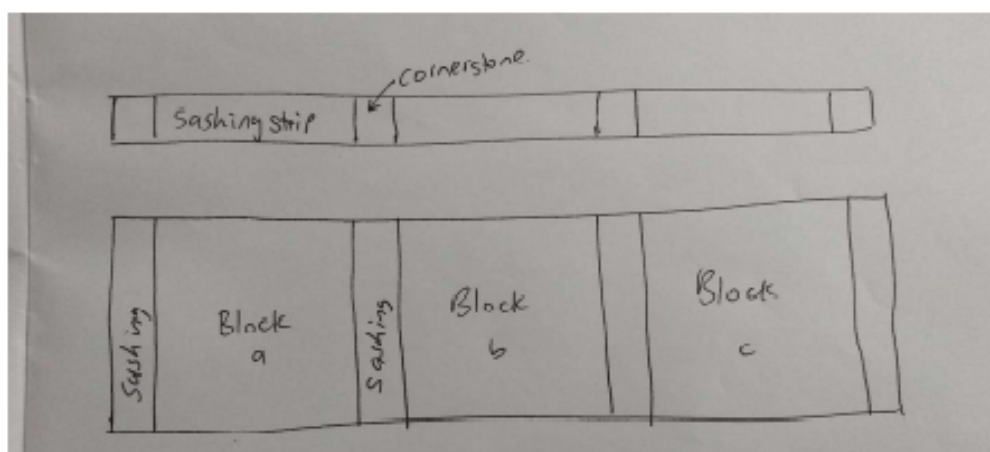 cornerstone.
Sashing strip
Sashing
Block
a
Sashing
Block
b
Block
c